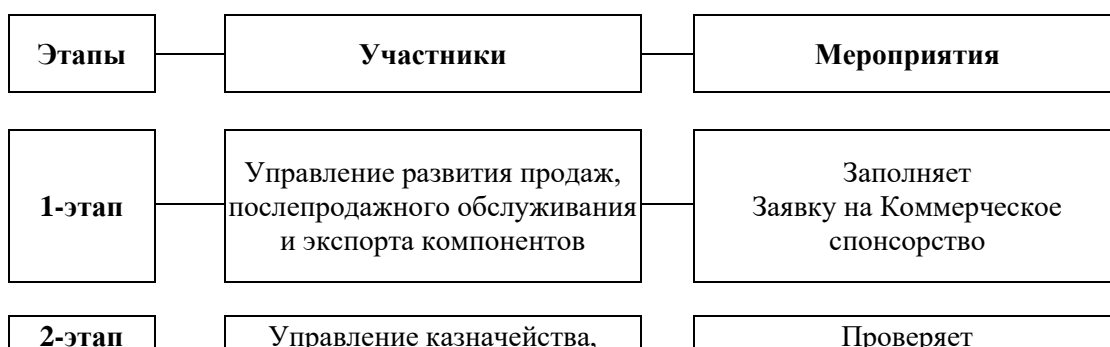 Этапы
Участники
Мероприятия
1-этап
Управление развития продаж,
послепродажного обслуживания
и экспорта компонентов
Заполняет
Заявку на Коммерческое
спонсорство
2-этап
Управление казначейства,
Проверяет